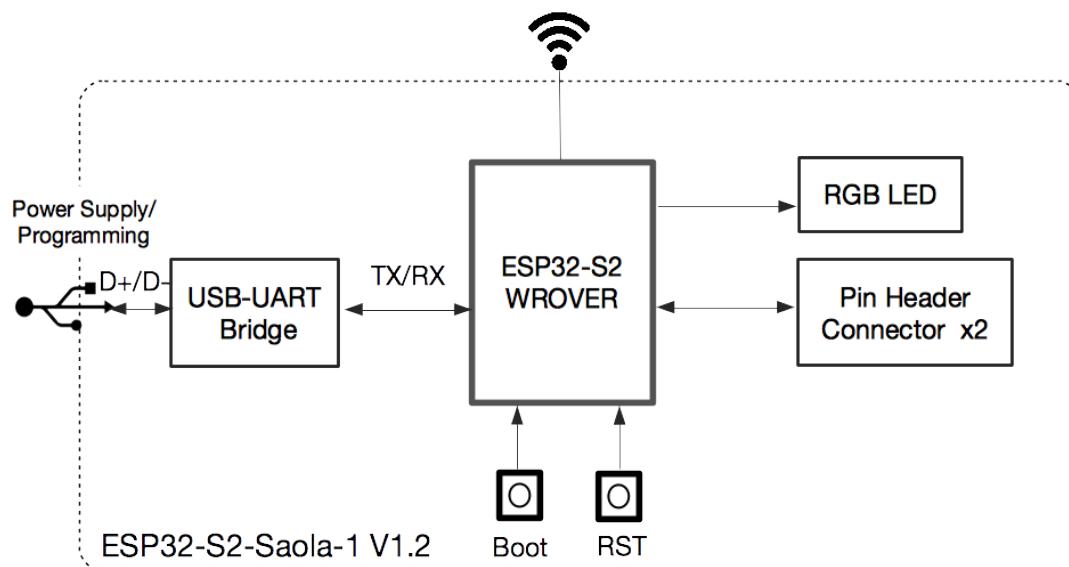 Power Supply/
Programming
D+/D-
USB-UART
Bridge
TX/RX
ESP32-S2
WROVER
RGB LED
Pin Header
Connector x2
Boot
RST
ESP32-S2-Saola-1 V1.2